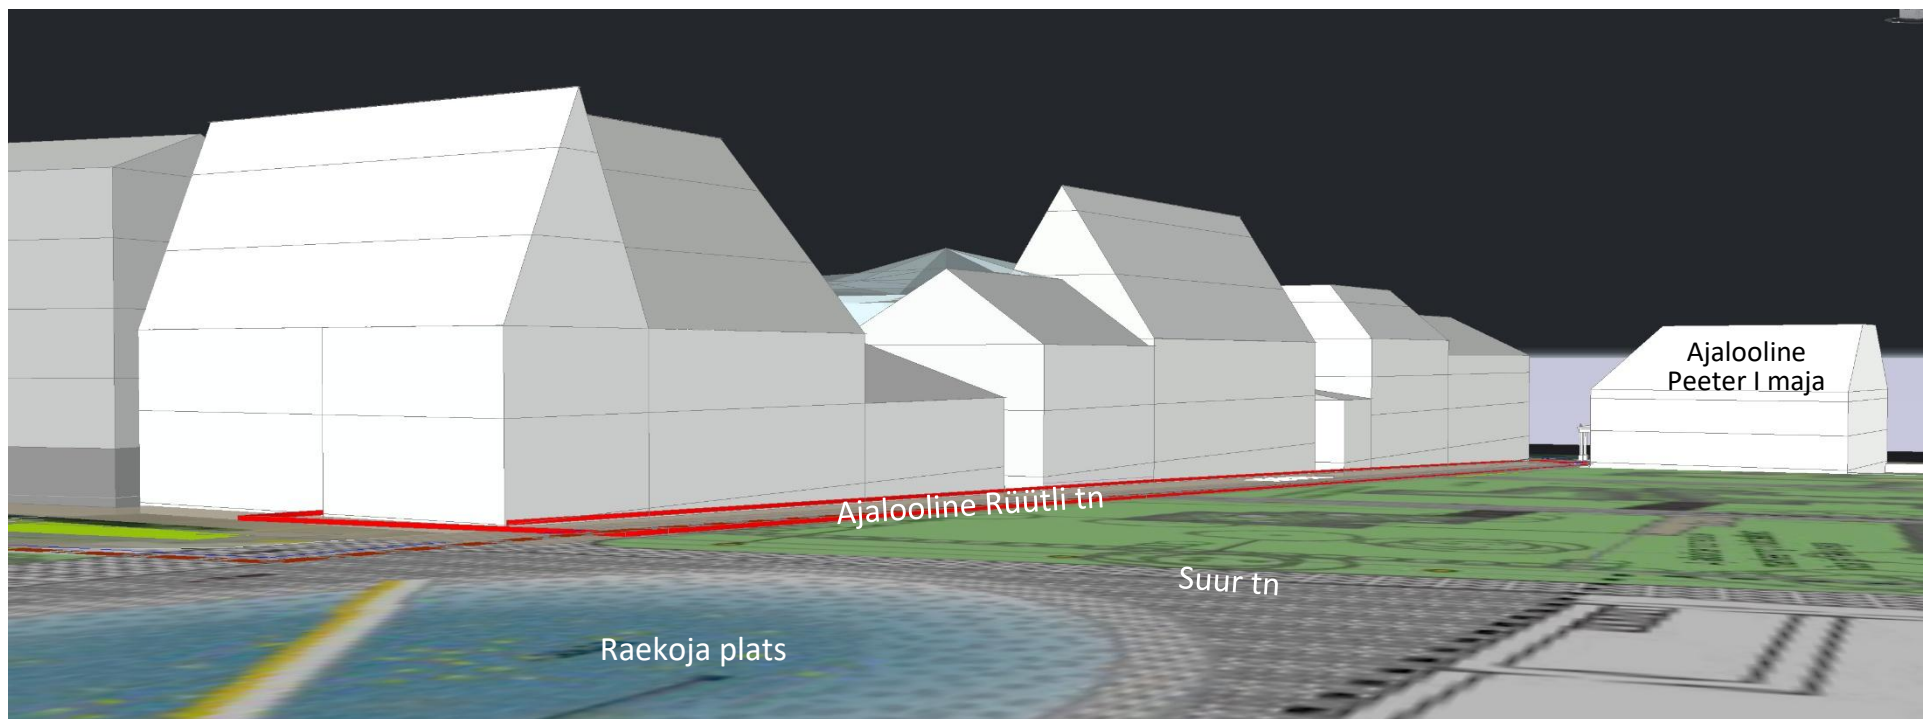 Ajalooline
Peeter I maja
Ajalooline Rüütli tn
Suur tn
Raekoja plats